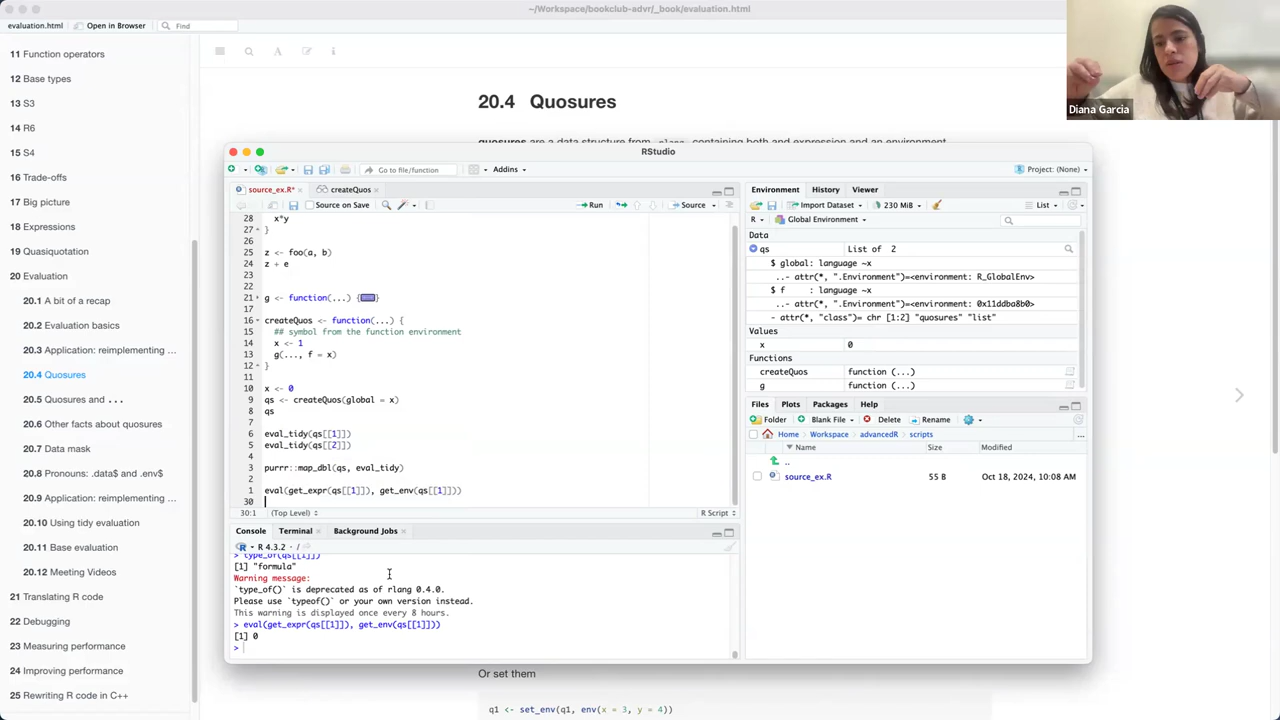 ~/Workspace/bookclub-advr/_book/evaluation.html
evaluation.html
Open in Browser
Find
11 Function operators
12 Base types
13 S3
14 R6
15 S4
16 Trade-offs
17 Big picture
18 Expressions
19 Quasiquotation
20 Evaluation
20.1 A bit of a recap
20.2 Evaluation basics
20.3 Application: reimplementing …
20.4 Quosures
20.5 Quosures and ...
20.6 Other facts about quosures
20.7 Data mask
20.8 Pronouns: .data$ and .env$
20.9 Application: reimplementing …
20.10 Using tidy evaluation
20.11 Base evaluation
20.12 Meeting Videos
21 Translating R code
22 Debugging
23 Measuring performance
24 Improving performance
25 Rewriting R code in C++
20.4 Quosures
quosures are a data structure from rlang containing both and expression and an environment
Diana Garcia
RStudio
Go to file/function
Addins
Project: (None)
source_ex.R*
createQuos
Source on Save
Run
Source
28 x*y
27 }
26
25 z <- foo(a, b)
24 z + e
23
22
21 g <- function(...) {
}
17
16 createQuos <- function(...) {
15 ## symbol from the function environment
14 x <- 1
13 g(..., f = x)
12 }
11
10 x <- 0
9 qs <- createQuos(global = x)
8 qs
7
6 eval_tidy(qs[[1]])
5 eval_tidy(qs[[2]])
4
3 purrr::map_dbl(qs, eval_tidy)
2
1 eval(get_expr(qs[[1]]), get_env(qs[[1]]))
30
30:1 (Top Level)
R Script
Console
Terminal
Background Jobs
R 4.3.2 · /
> type_of(qs[[1]])
[1] "formula"
Warning message:
`type_of()` is deprecated as of rlang 0.4.0.
Please use `typeof()` or your own version instead.
This warning is displayed once every 8 hours.
> eval(get_expr(qs[[1]]), get_env(qs[[1]]))
[1] 0
>
Environment
History
Viewer
Import Dataset
230 MiB
List
R
Global Environment
Data
qs List of 2
$ global: language ~x
..- attr(*, ".Environment")=<environment: R_GlobalEnv>
$ f : language ~x
..- attr(*, ".Environment")=<environment: 0x11ddba8b0>
- attr(*, "class")= chr [1:2] "quosures" "list"
Values
x 0
Functions
createQuos function (...)
g function (...)
Files
Plots
Packages
Help
Folder
Blank File
Delete
Rename
Home
Workspace
advancedR
scripts
...
Name
Size
Modified
..
source_ex.R
55 B
Oct 18, 2024, 10:08 AM
Or set them
q1 <- set_env(q1, env(x = 3, y = 4))